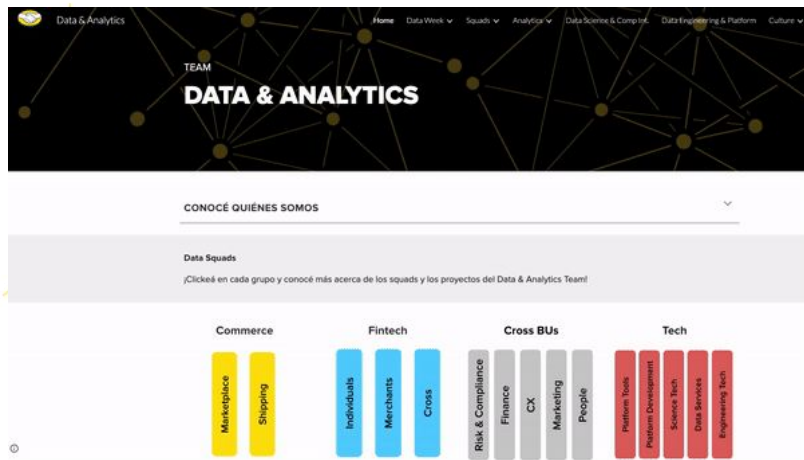 Data & Analytics
Home Data Week Squads Analytics Data Science & Comp Int. Data Engineering & Platform Culture
TEAM
DATA & ANALYTICS
CONOCÉ QUIÉNES SOMOS
Data Squads
¡Clickeá en cada grupo y conocé más acerca de los squads y los proyectos del Data & Analytics Team!
Commerce Fintech Cross BUs Tech
Marketplace
Shipping
Individuals
Merchants
Cross
Risk & Compliance
Finance
CX
Marketing
People
Platform Tools
Platform Development
Science Tech
Data Services
Engineering Tech